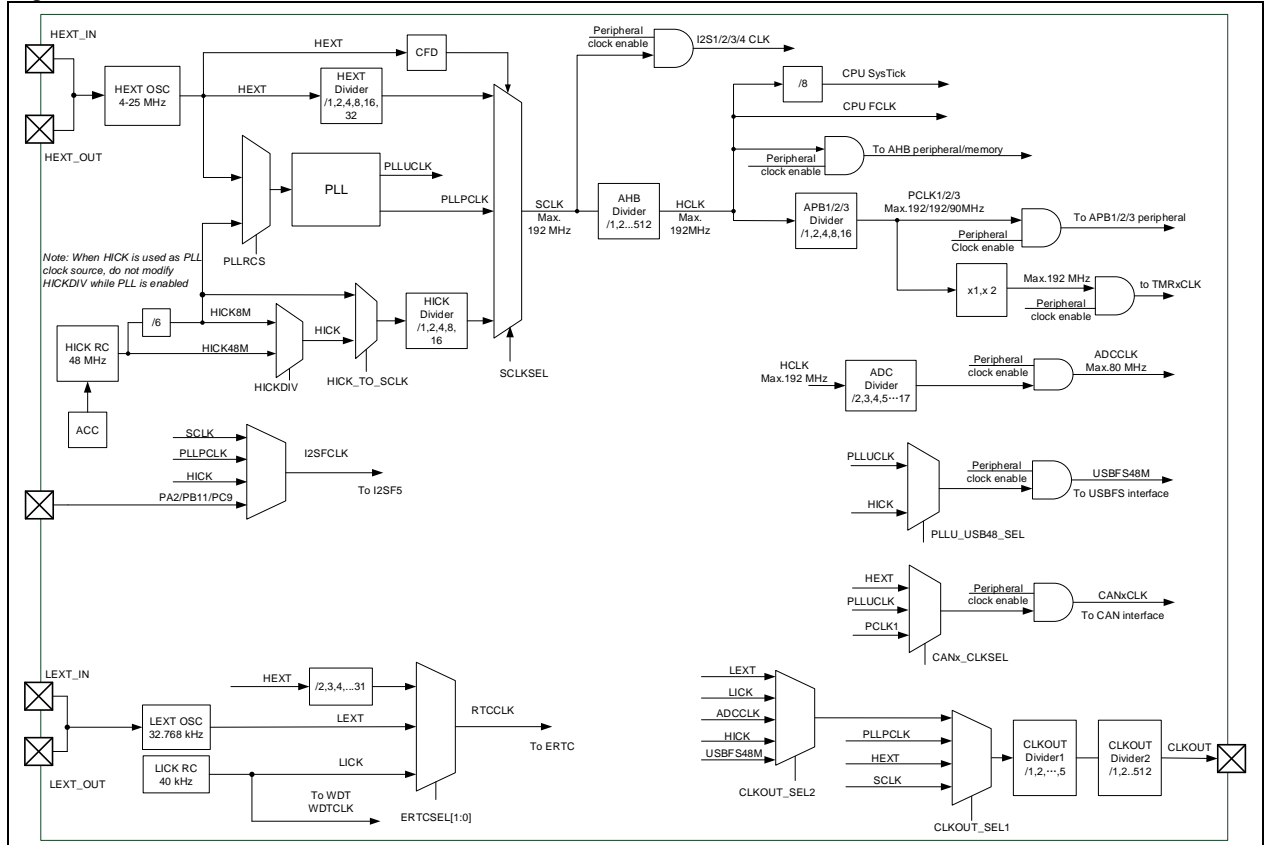 HEXT_IN
HEXT_OUT
HEXT OSC
4-25 MHz
HEXT
CFD
HEXT
HEXT
Divider
/1,2,4,8,16,
32
PLL
PLLUCLK
PLLPCLK
PLLRCS
Note: When HICK is used as PLL
clock source, do not modify
HICKDIV while PLL is enabled
/6
HICK8M
HICK RC
48 MHz
HICK48M
HICK
HICKDIV
HICK_TO_SCLK
HICK
Divider
/1,2,4,8,
16
SCLKSEL
ACC
SCLK
Max.
192 MHz
AHB
Divider
/1,2...512
HCLK
Max.
192MHz
Peripheral
clock enable
I2S1/2/3/4 CLK
/8
CPU SysTick
CPU FCLK
Peripheral
clock enable
To AHB peripheral/memory
APB1/2/3
Divider
/1,2,4,8,16
PCLK1/2/3
Max.192/192/90MHz
Peripheral
Clock enable
To APB1/2/3 peripheral
x1,x 2
Max.192 MHz
Peripheral
clock enable
to TMRxCLK
HCLK
Max.192 MHz
ADC
Divider
/2,3,4,5···17
Peripheral
clock enable
ADCCLK
Max.80 MHz
SCLK
PLLPCLK
HICK
PA2/PB11/PC9
I2SFCLK
To I2SF5
PLLUCLK
HICK
PLLU_USB48_SEL
Peripheral
clock enable
USBFS48M
To USBFS interface
HEXT
PLLUCLK
PCLK1
CANx_CLKSEL
Peripheral
clock enable
CANxCLK
To CAN interface
LEXT_IN
LEXT_OUT
HEXT
/2,3,4,...31
LEXT OSC
32.768 kHz
LEXT
LICK RC
40 kHz
LICK
To WDT
WDTCLK
ERTCSEL[1:0]
RTCCLK
To ERTC
LEXT
LICK
ADCCLK
HICK
USBFS48M
CLKOUT_SEL2
PLLPCLK
HEXT
SCLK
CLKOUT_SEL1
CLKOUT
Divider1
/1,2,···,5
CLKOUT
Divider2
/1,2..512
CLKOUT